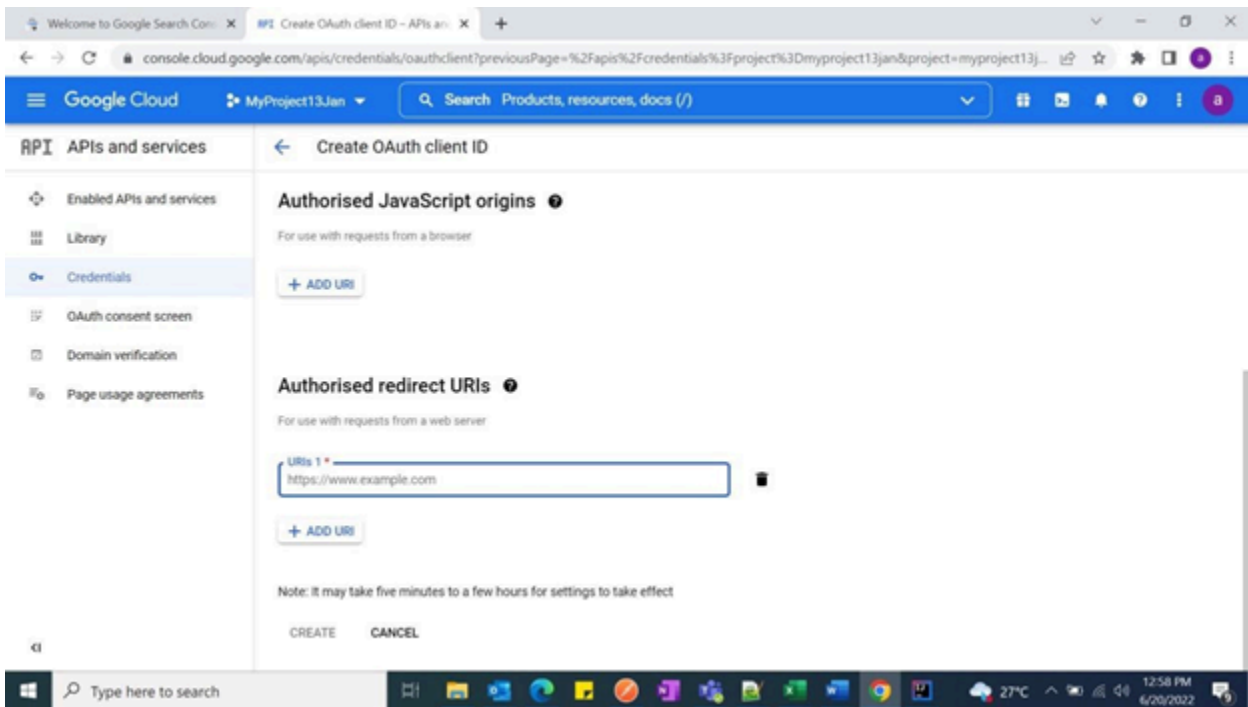 Welcome to Google Search Con
API Create OAuth client ID – APIs an
console.cloud.google.com/apis/credentials/oauthclient?previousPage=%2Fapis%2Fcredentials%3Fproject%3Dmyproject13jan&project=myproject13j...
Google Cloud
MyProject13Jan
Search Products, resources, docs (/)
a
API APIs and services
Create OAuth client ID
Enabled APIs and services
Library
Credentials
OAuth consent screen
Domain verification
Page usage agreements
Authorised JavaScript origins
For use with requests from a browser
+ ADD URI
Authorised redirect URIs
For use with requests from a web server
URIs 1 *
https://www.example.com
+ ADD URI
Note: It may take five minutes to a few hours for settings to take effect
CREATE CANCEL
Type here to search
27°C
12:58 PM
6/20/2022